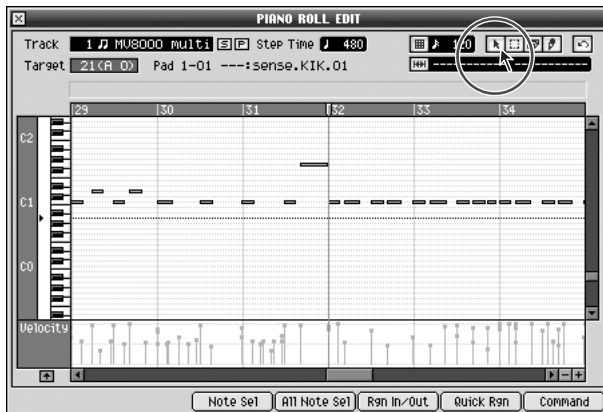 PIANO ROLL EDIT
Track 1 ♫ MV8000 multi S P Step Time ♪ 480 ♪ 120
Target 21(A 0) Pad 1-01 ---:sense.KIK.01
29 30 31 32 33 34
C2
C1
C0
Velocity
Note Sel All Note Sel Rgn In/Out Quick Rgn Command